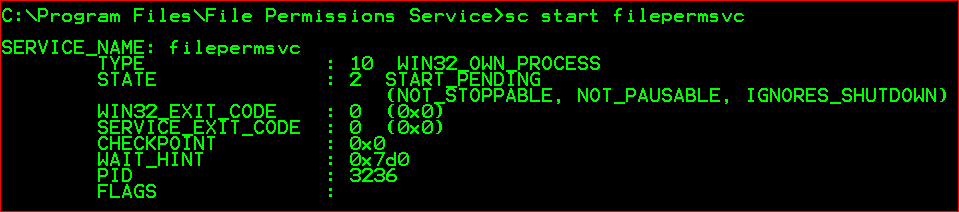 C:\Program Files\File Permissions Service>sc start filepermsvc
SERVICE_NAME: filepermsvc
TYPE : 10 WIN32_OWN_PROCESS
STATE : 2 START_PENDING
(NOT_STOPPABLE, NOT_PAUSABLE, IGNORES_SHUTDOWN)
WIN32_EXIT_CODE : 0 (0x0)
SERVICE_EXIT_CODE : 0 (0x0)
CHECKPOINT : 0x0
WAIT_HINT : 0x7d0
PID : 3236
FLAGS :